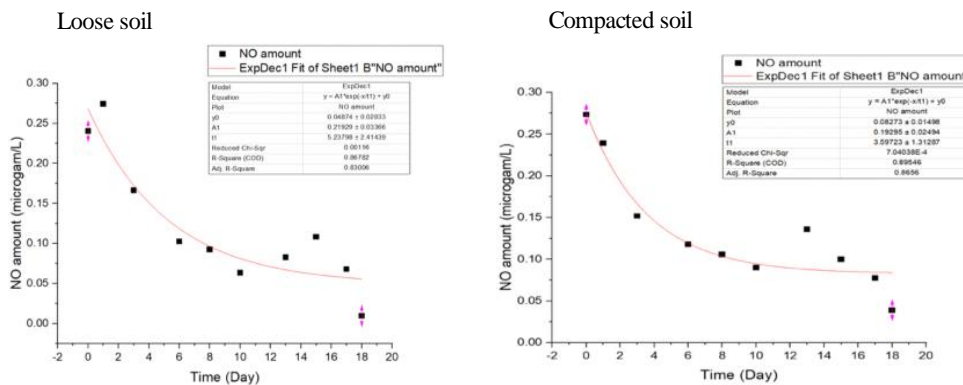 Loose soil
NO amount
ExpDec1 Fit of Sheet1 B"NO amount"
Model ExpDec1
Equation y = A1*exp(-x/t1) + y0
Plot NO amount
y0 0.04874 ± 0.02033
A1 0.21929 ± 0.03366
t1 5.23798 ± 2.41439
Reduced Chi-Sqr 0.00116
R-Square (COD) 0.86782
Adj. R-Square 0.83006
NO amount (microgam/L)
0.30
0.25
0.20
0.15
0.10
0.05
0.00
-2 0 2 4 6 8 10 12 14 16 18 20
Time (Day)
Compacted soil
NO amount
ExpDec1 Fit of Sheet1 B"NO amount
Model ExpDec1
Equation y = A1*exp(-x/t1) + y0
Plot NO amount
y0 0.08273 ± 0.01498
A1 0.19295 ± 0.02494
t1 3.59723 ± 1.31287
Reduced Chi-Sqr 7.04038E-4
R-Square (COD) 0.89546
Adj. R-Square 0.8656
NO amount (microgam/L)
0.30
0.25
0.20
0.15
0.10
0.05
0.00
-2 0 2 4 6 8 10 12 14 16 18 20
Time (Day)